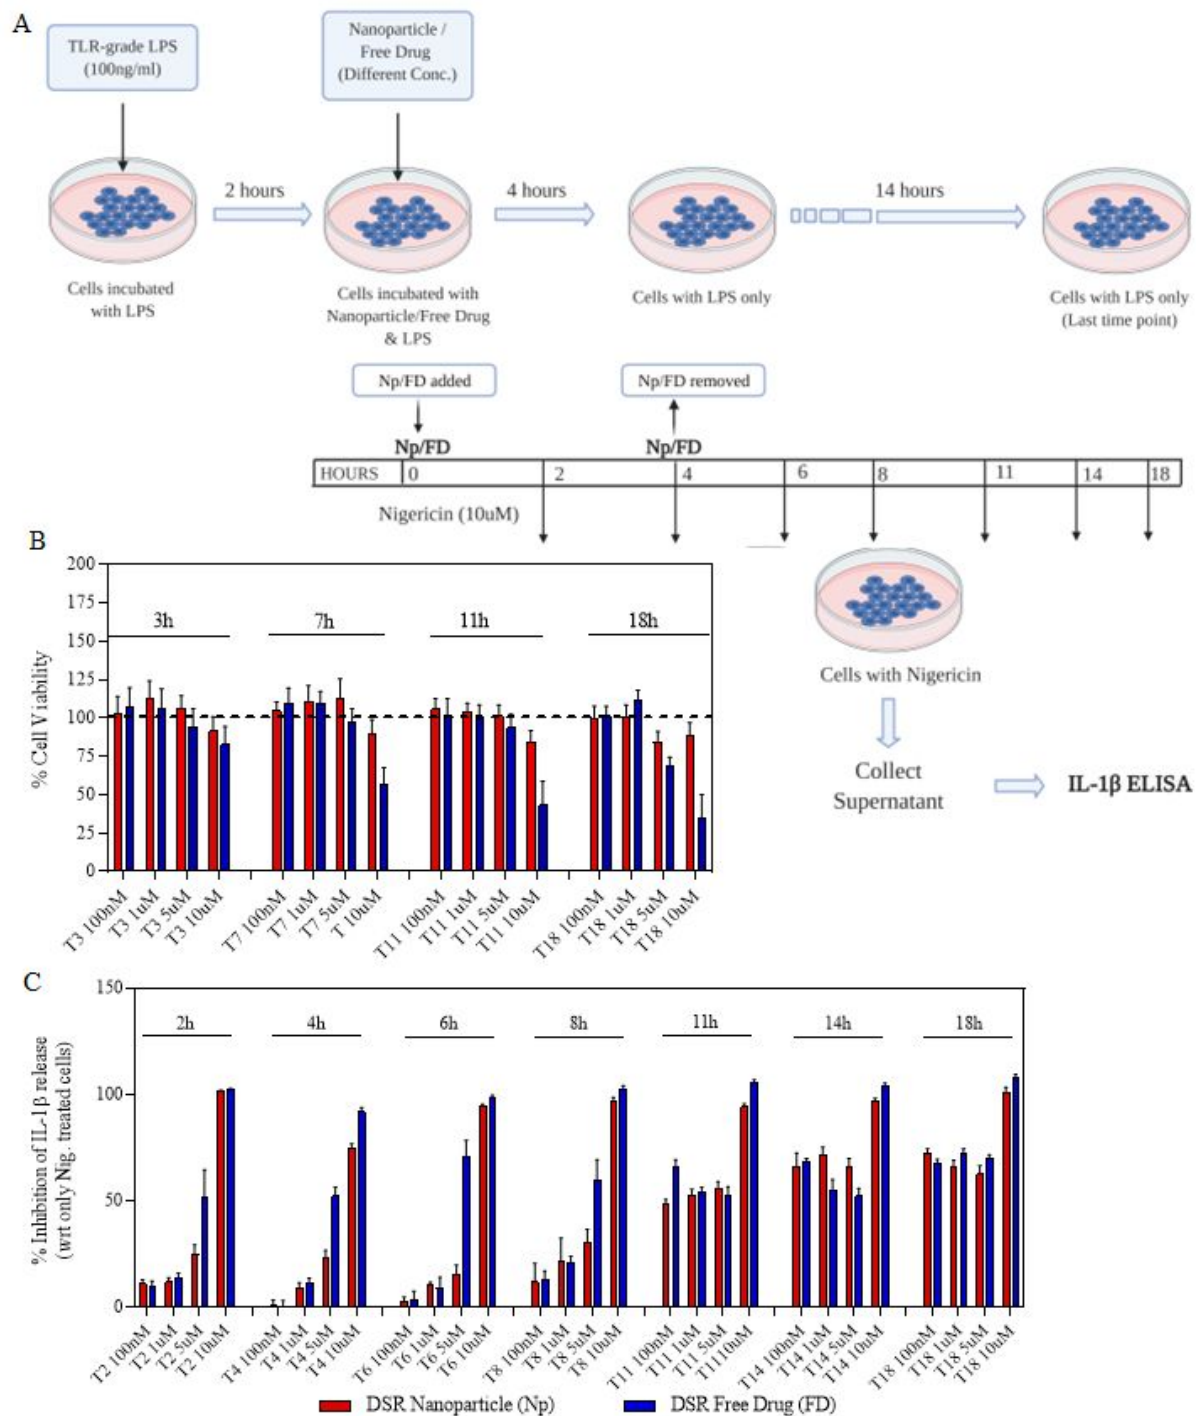 A
TLR-grade LPS
(100ng/ml)
Nanoparticle /
Free Drug
(Different Conc.)
2 hours
4 hours
14 hours
Cells incubated
with LPS
Cells incubated with
Nanoparticle/Free Drug
& LPS
Cells with LPS only
Cells with LPS only
(Last time point)
Np/FD added
Np/FD removed
Np/FD
Np/FD
HOURS 0 2 4 6 8 11 14 18
Nigericin (10uM)
Cells with Nigericin
Collect
Supernatant
IL-1β ELISA
B
% Cell Viability
200
175
150
125
100
75
50
25
0
3h 7h 11h 18h
T3 100nM
T3 1uM
T3 5uM
T3 10uM
T7 100nM
T7 1uM
T7 5uM
T 10uM
T11 100nM
T11 1uM
T11 5uM
T11 10uM
T18 100nM
T18 1uM
T18 5uM
T18 10uM
C
% Inhibition of IL-1β release
(wrt only Nig. treated cells)
150
100
50
0
2h 4h 6h 8h 11h 14h 18h
T2 100nM
T2 1uM
T2 5uM
T2 10uM
T4 100nM
T4 1uM
T4 5uM
T4 10uM
T6 100nM
T6 1uM
T6 5uM
T6 10uM
T8 100nM
T8 1uM
T8 5uM
T8 10uM
T11 100nM
T11 1uM
T11 5uM
T11 10uM
T14 100nM
T14 1uM
T14 5uM
T14 10uM
T18 100nM
T18 1uM
T18 5uM
T18 10uM
DSR Nanoparticle (Np)
DSR Free Drug (FD)